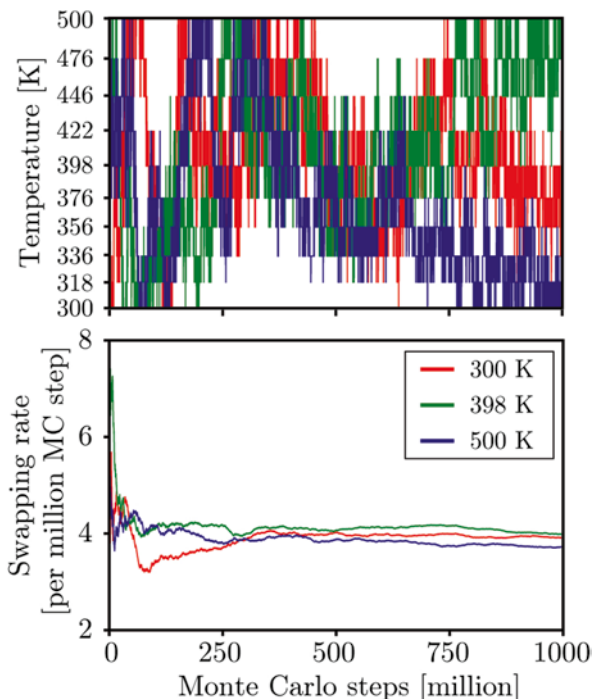 Temperature [K]
500
476
446
422
398
376
356
336
318
300
Swapping rate
[per million MC step]
8
6
4
2
300 K
398 K
500 K
0
250
500
750
1000
Monte Carlo steps [million]